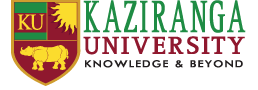 KU
KAZIRANGA
UNIVERSITY
KNOWLEDGE & BEYOND